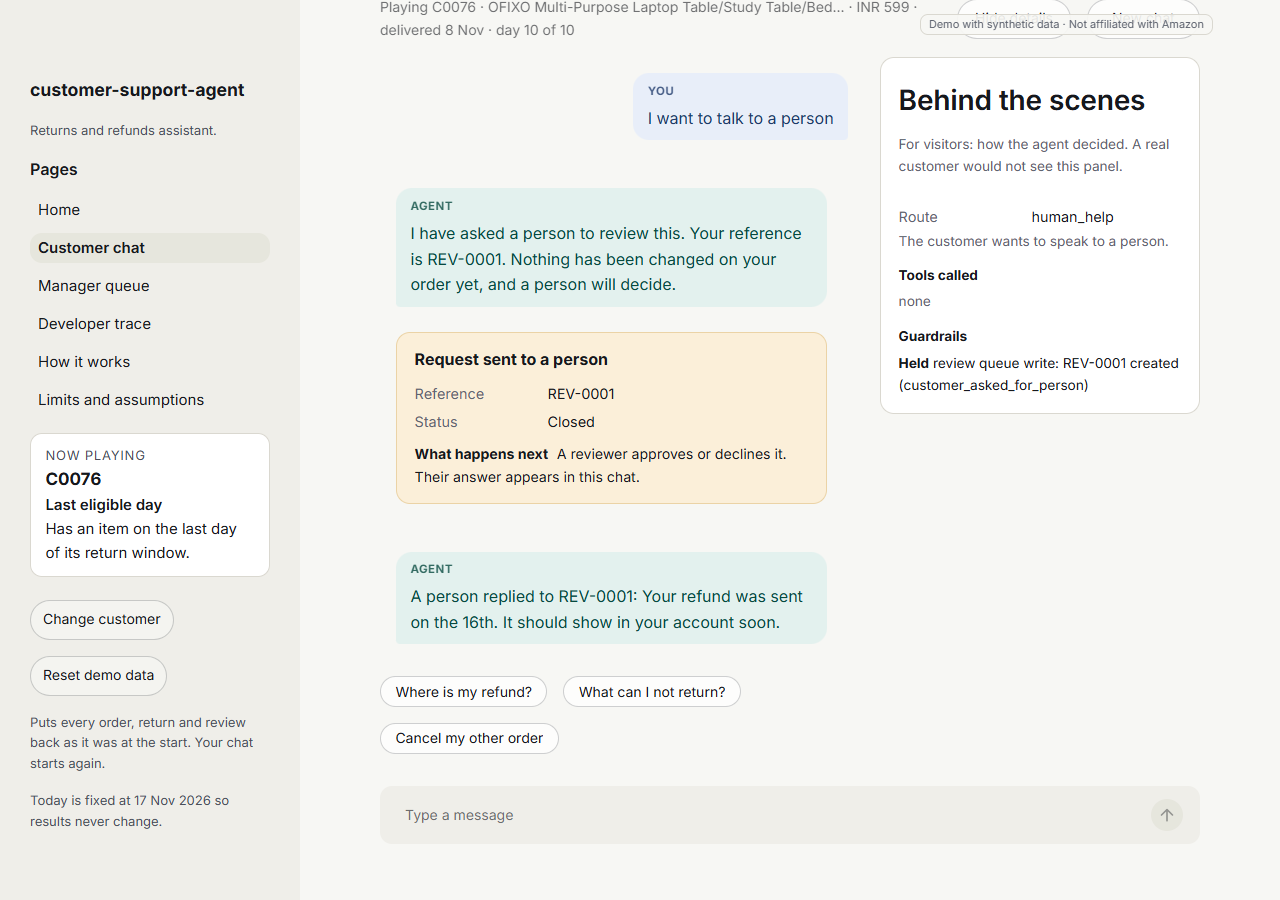 customer-support-agent
Returns and refunds assistant.
Pages
Home
Customer chat
Manager queue
Developer trace
How it works
Limits and assumptions
NOW PLAYING
C0076
Last eligible day
Has an item on the last day
of its return window.
Change customer
Reset demo data
Puts every order, return and review
back as it was at the start. Your chat
starts again.
Today is fixed at 17 Nov 2026 so
results never change.
Playing C0076 · OFIXO Multi-Purpose Laptop Table/Study Table/Bed... · INR 599 ·
delivered 8 Nov · day 10 of 10
Demo with synthetic data · Not affiliated with Amazon
YOU
I want to talk to a person
AGENT
I have asked a person to review this. Your reference
is REV-0001. Nothing has been changed on your
order yet, and a person will decide.
Request sent to a person
Reference REV-0001
Status Closed
What happens next A reviewer approves or declines it.
Their answer appears in this chat.
AGENT
A person replied to REV-0001: Your refund was sent
on the 16th. It should show in your account soon.
Where is my refund?
What can I not return?
Cancel my other order
Type a message
Behind the scenes
For visitors: how the agent decided. A real
customer would not see this panel.
Route human_help
The customer wants to speak to a person.
Tools called
none
Guardrails
Held review queue write: REV-0001 created
(customer_asked_for_person)